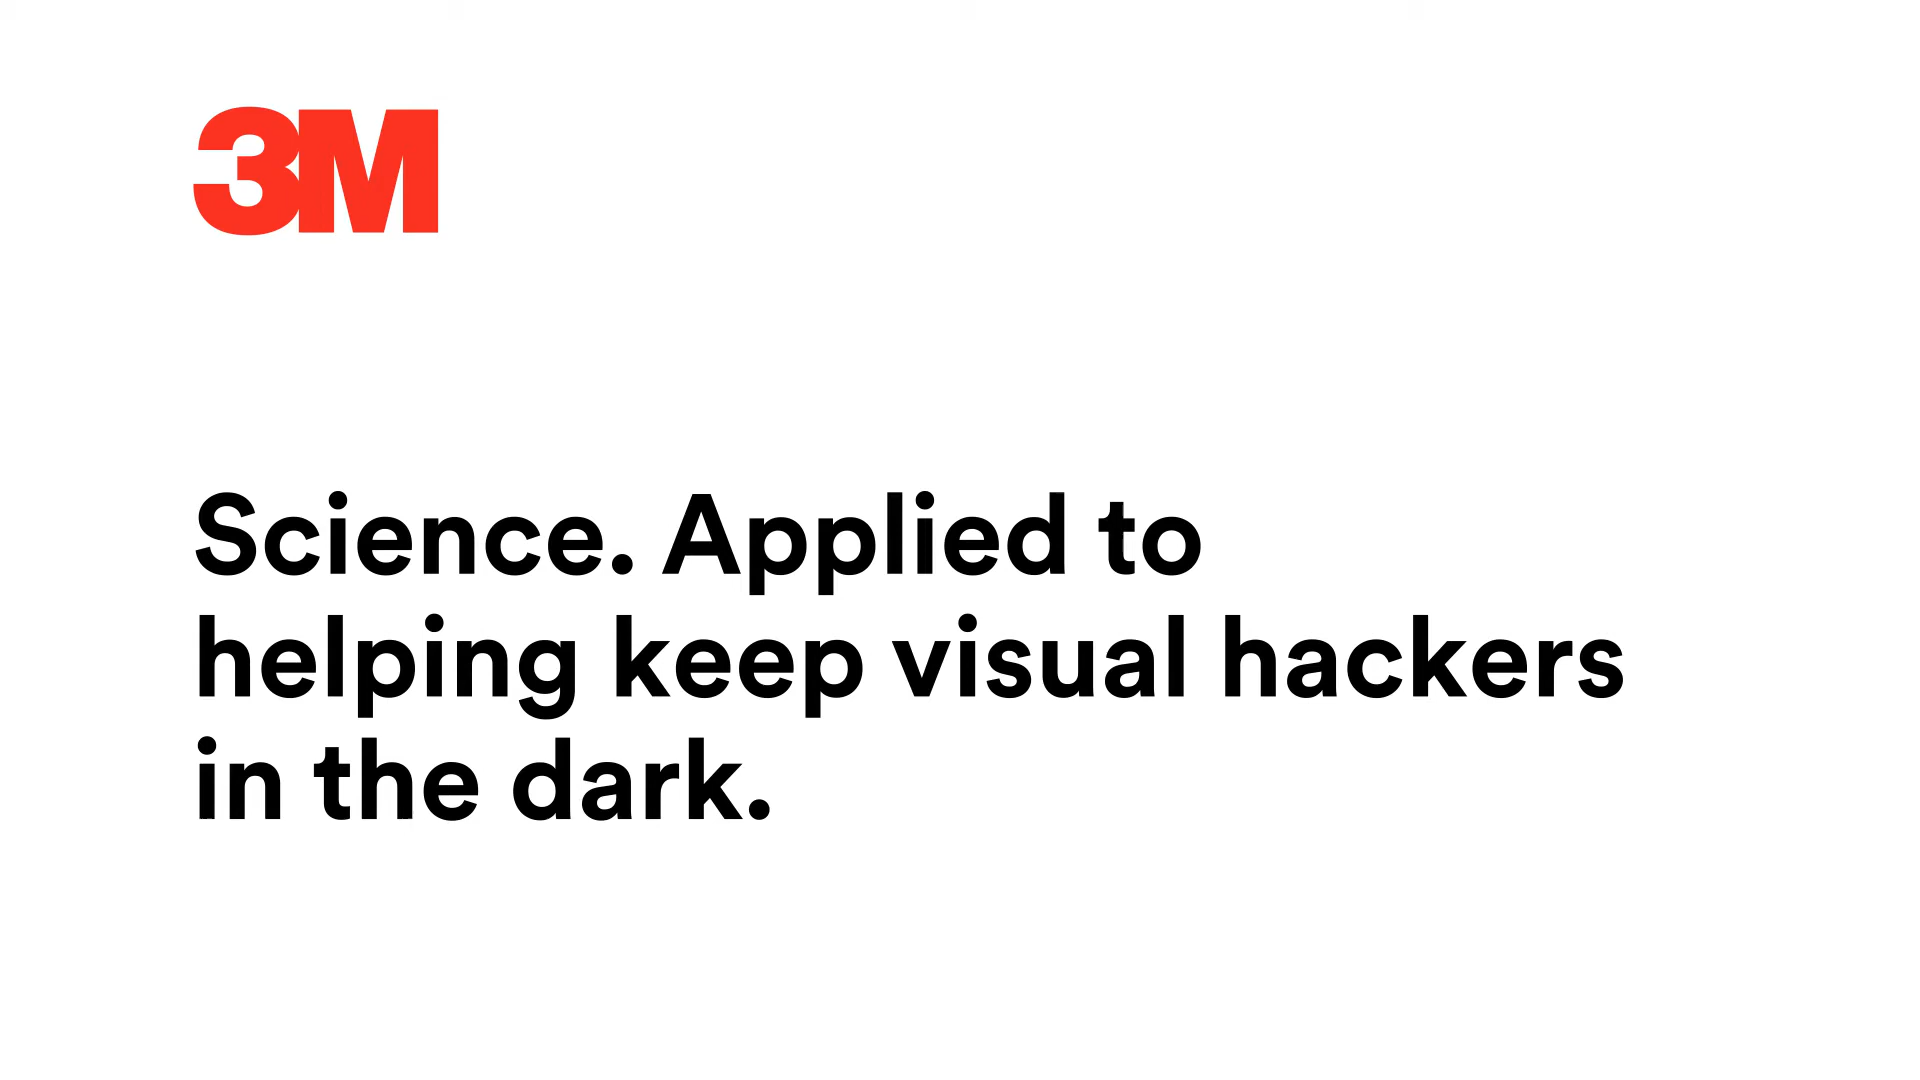 3M
Science. Applied to
helping keep visual hackers
in the dark.